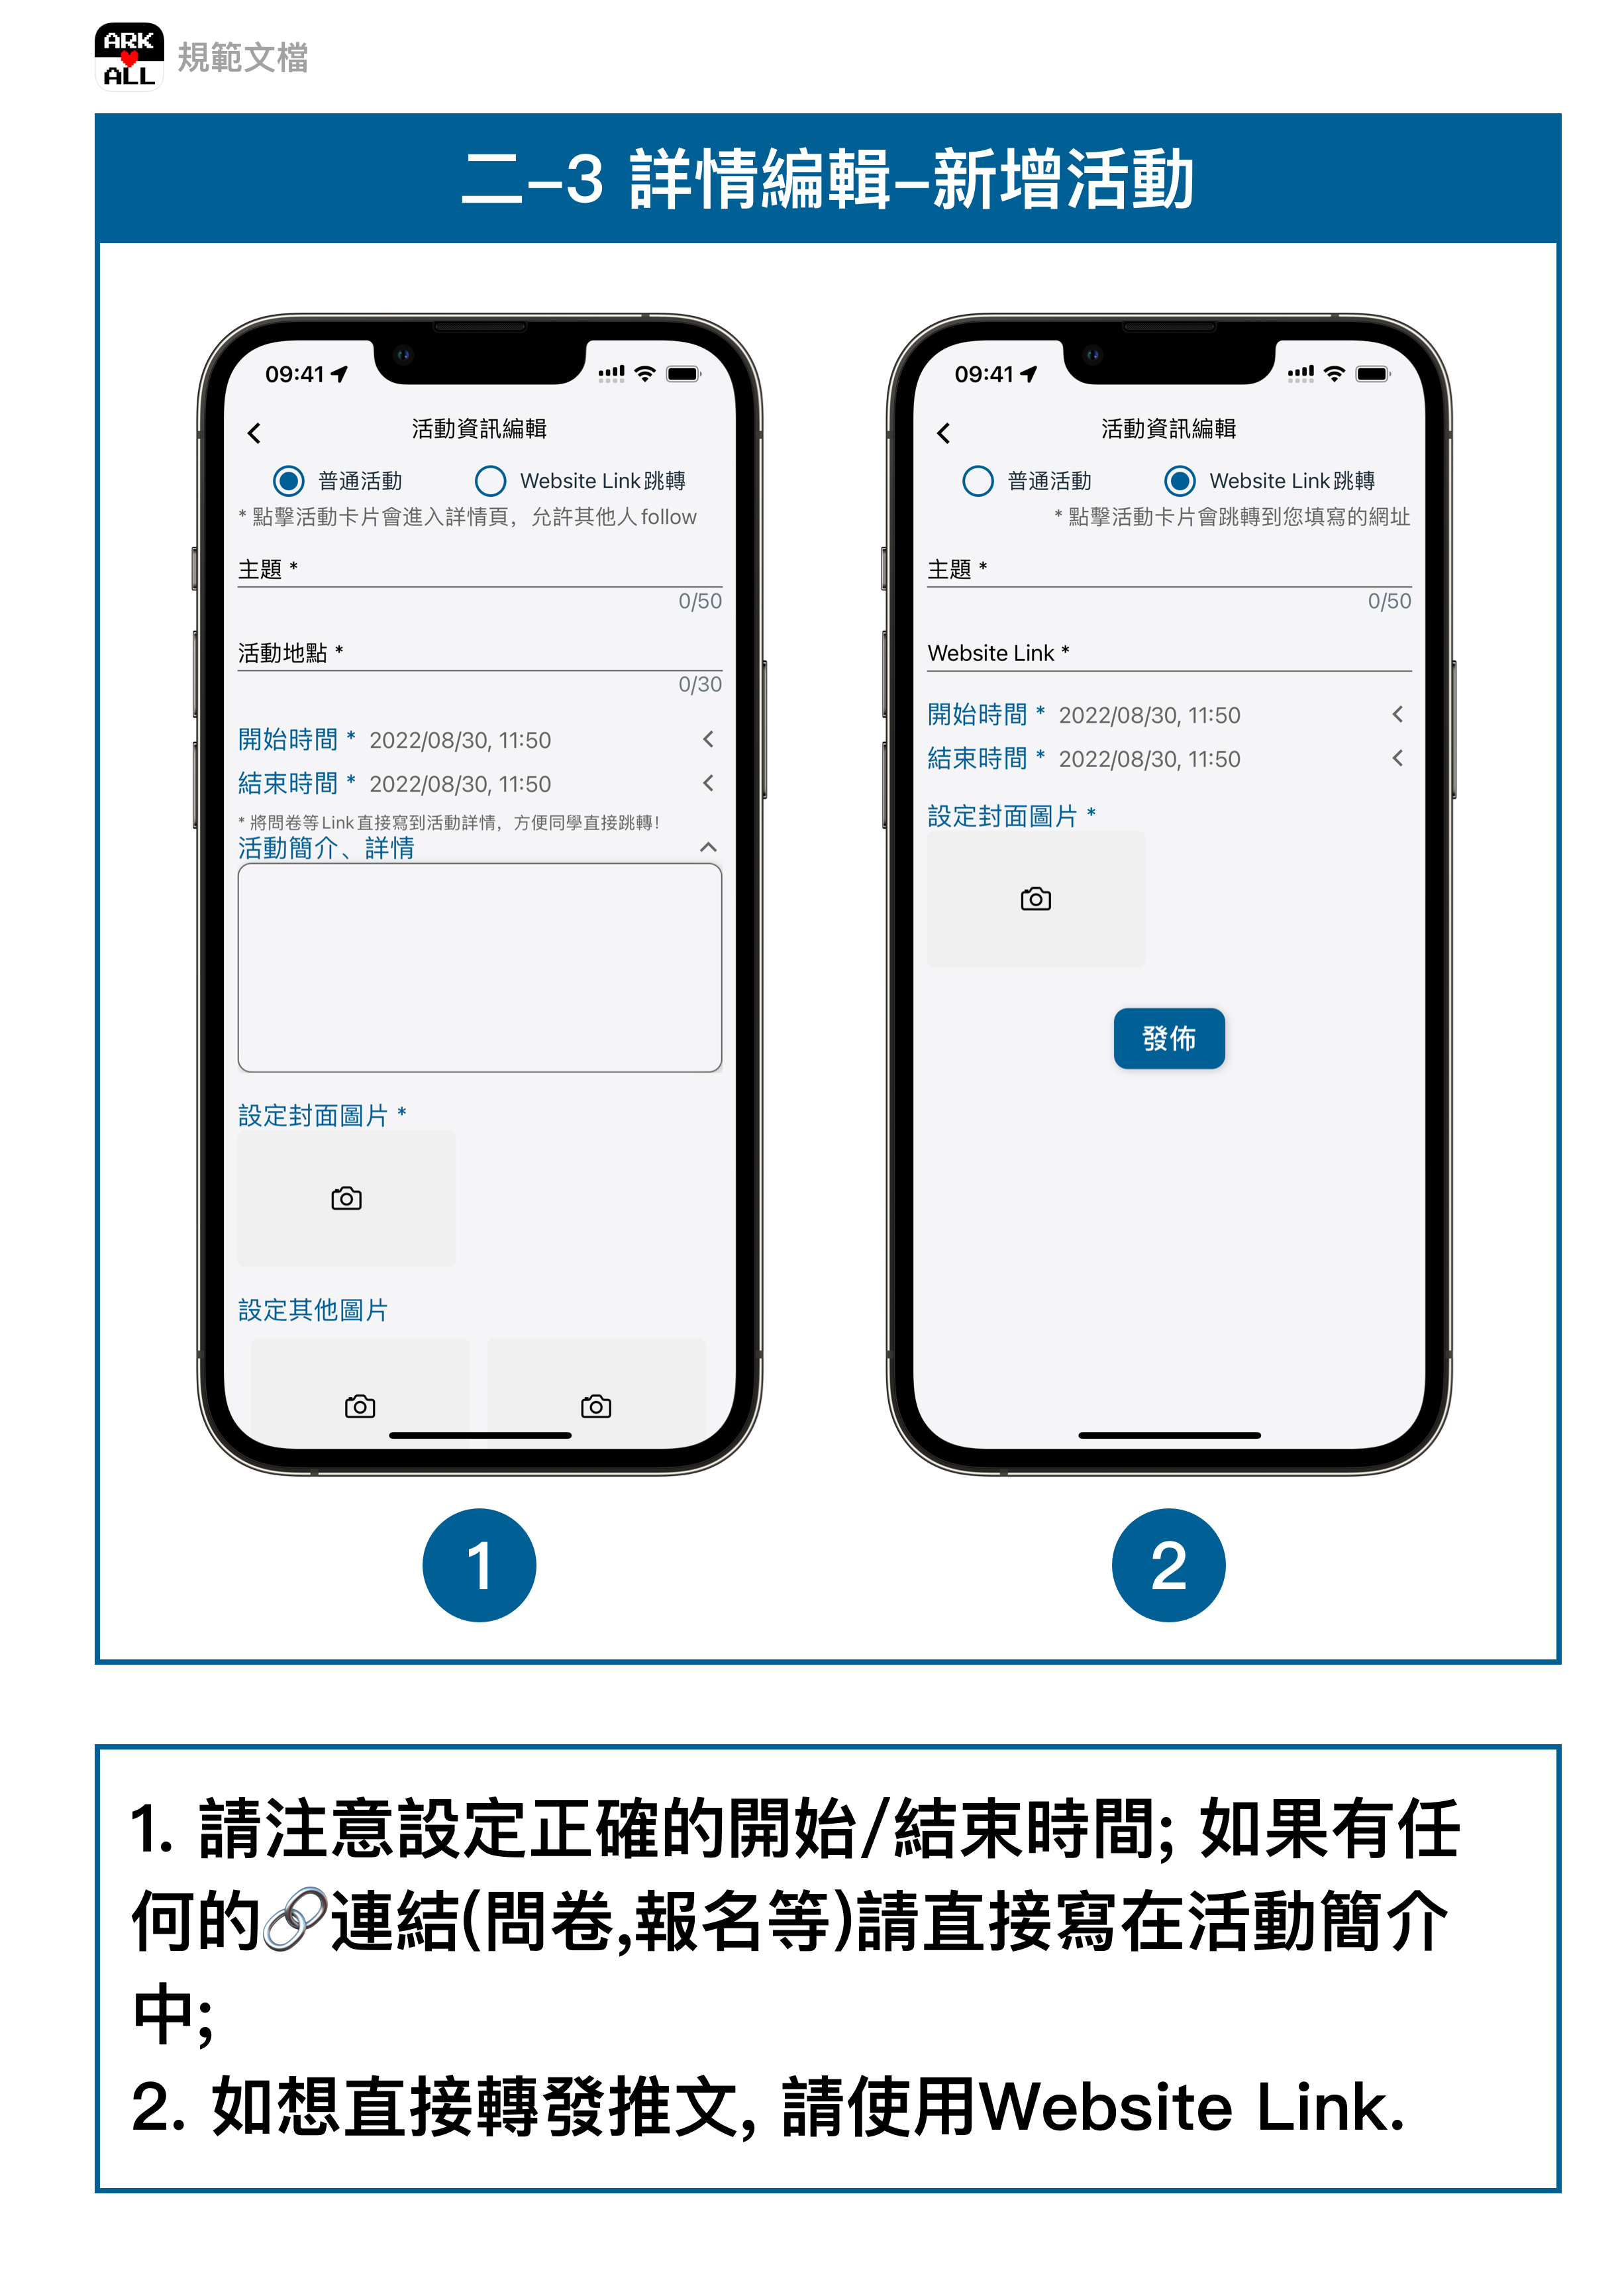 ARK
ALL
規範文檔
二–3 詳情編輯–新增活動
09:41
活動資訊編輯
普通活動 Website Link跳轉
* 點擊活動卡片會進入詳情頁，允許其他人follow
主題 *
0/50
活動地點 *
0/30
開始時間 * 2022/08/30, 11:50
結束時間 * 2022/08/30, 11:50
* 將問卷等Link直接寫到活動詳情，方便同學直接跳轉！
活動簡介、詳情
設定封面圖片 *
設定其他圖片
1
09:41
活動資訊編輯
普通活動 Website Link跳轉
* 點擊活動卡片會跳轉到您填寫的網址
主題 *
0/50
Website Link *
開始時間 * 2022/08/30, 11:50
結束時間 * 2022/08/30, 11:50
設定封面圖片 *
發佈
2
1. 請注意設定正確的開始/結束時間; 如果有任
何的🔗連結(問卷,報名等)請直接寫在活動簡介
中;
2. 如想直接轉發推文, 請使用Website Link.